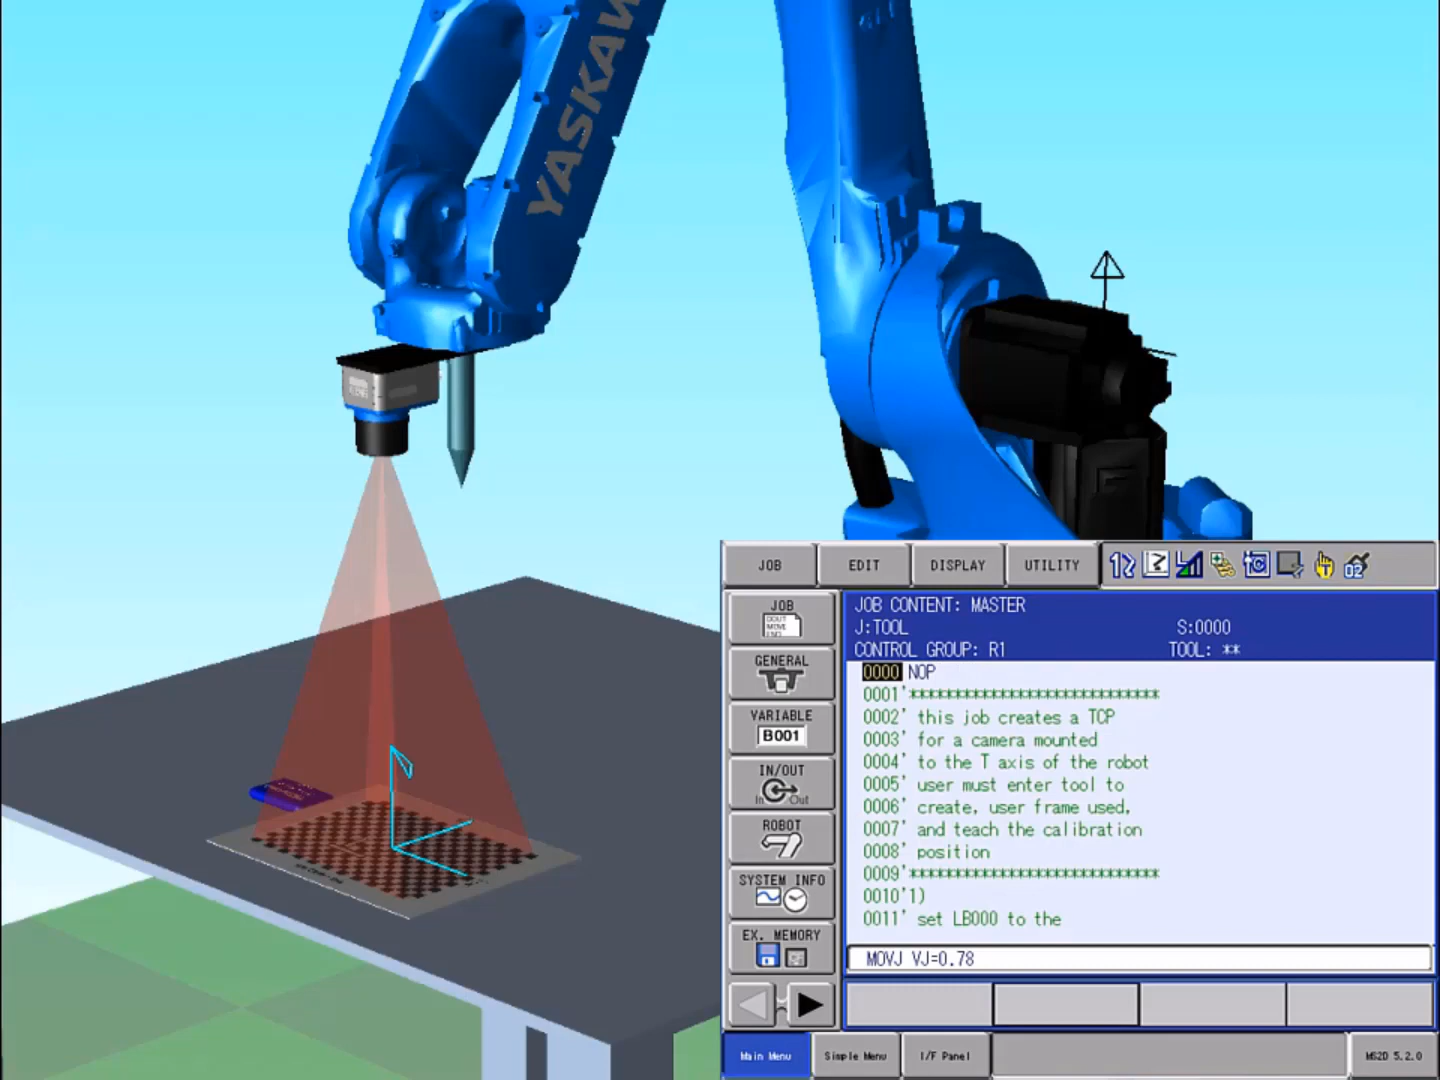 YASKAW
JOB
EDIT
DISPLAY
UTILITY
JOB
GENERAL
VARIABLE
B001
IN/OUT
In Out
ROBOT
SYSTEM INFO
EX. MEMORY
JOB CONTENT: MASTER
J:TOOL S:0000
CONTROL GROUP: R1 TOOL: **
0000 NOP
0001'******************************
0002' this job creates a TCP
0003' for a camera mounted
0004' to the T axis of the robot
0005' user must enter tool to
0006' create, user frame used,
0007' and teach the calibration
0008' position
0009'******************************
0010'1)
0011' set LB000 to the
MOVJ VJ=0.78
Main Menu
Simple Menu
I/F Panel
MS2D 5.2.0